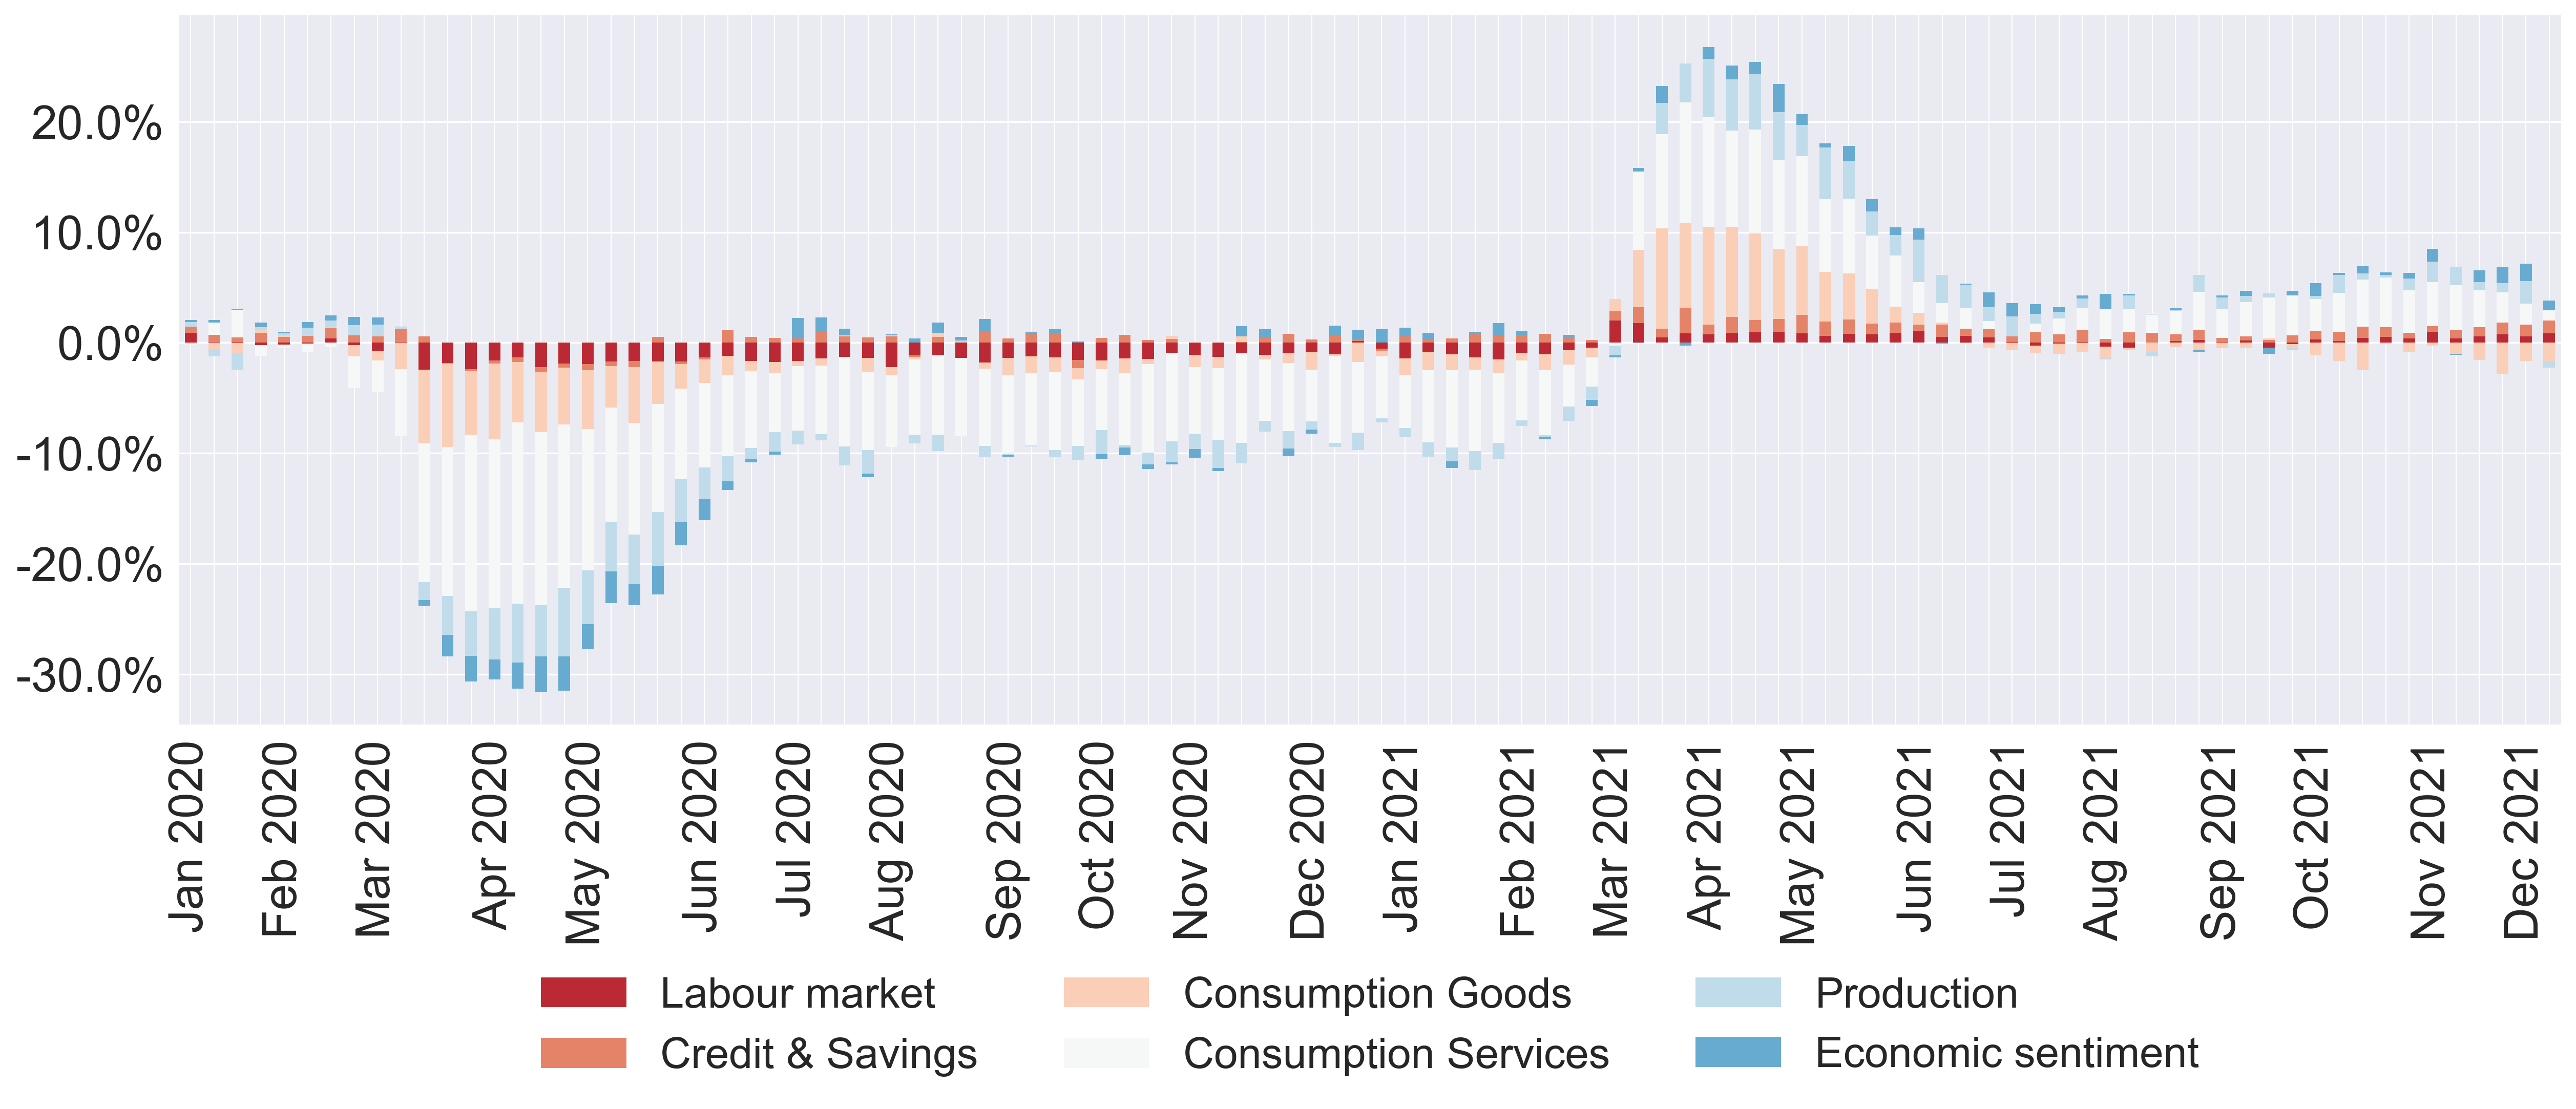 20.0%
10.0%
0.0%
-10.0%
-20.0%
-30.0%
Jan 2020
Feb 2020
Mar 2020
Apr 2020
May 2020
Jun 2020
Jul 2020
Aug 2020
Sep 2020
Oct 2020
Nov 2020
Dec 2020
Jan 2021
Feb 2021
Mar 2021
Apr 2021
May 2021
Jun 2021
Jul 2021
Aug 2021
Sep 2021
Oct 2021
Nov 2021
Dec 2021
Labour market
Consumption Goods
Production
Credit & Savings
Consumption Services
Economic sentiment